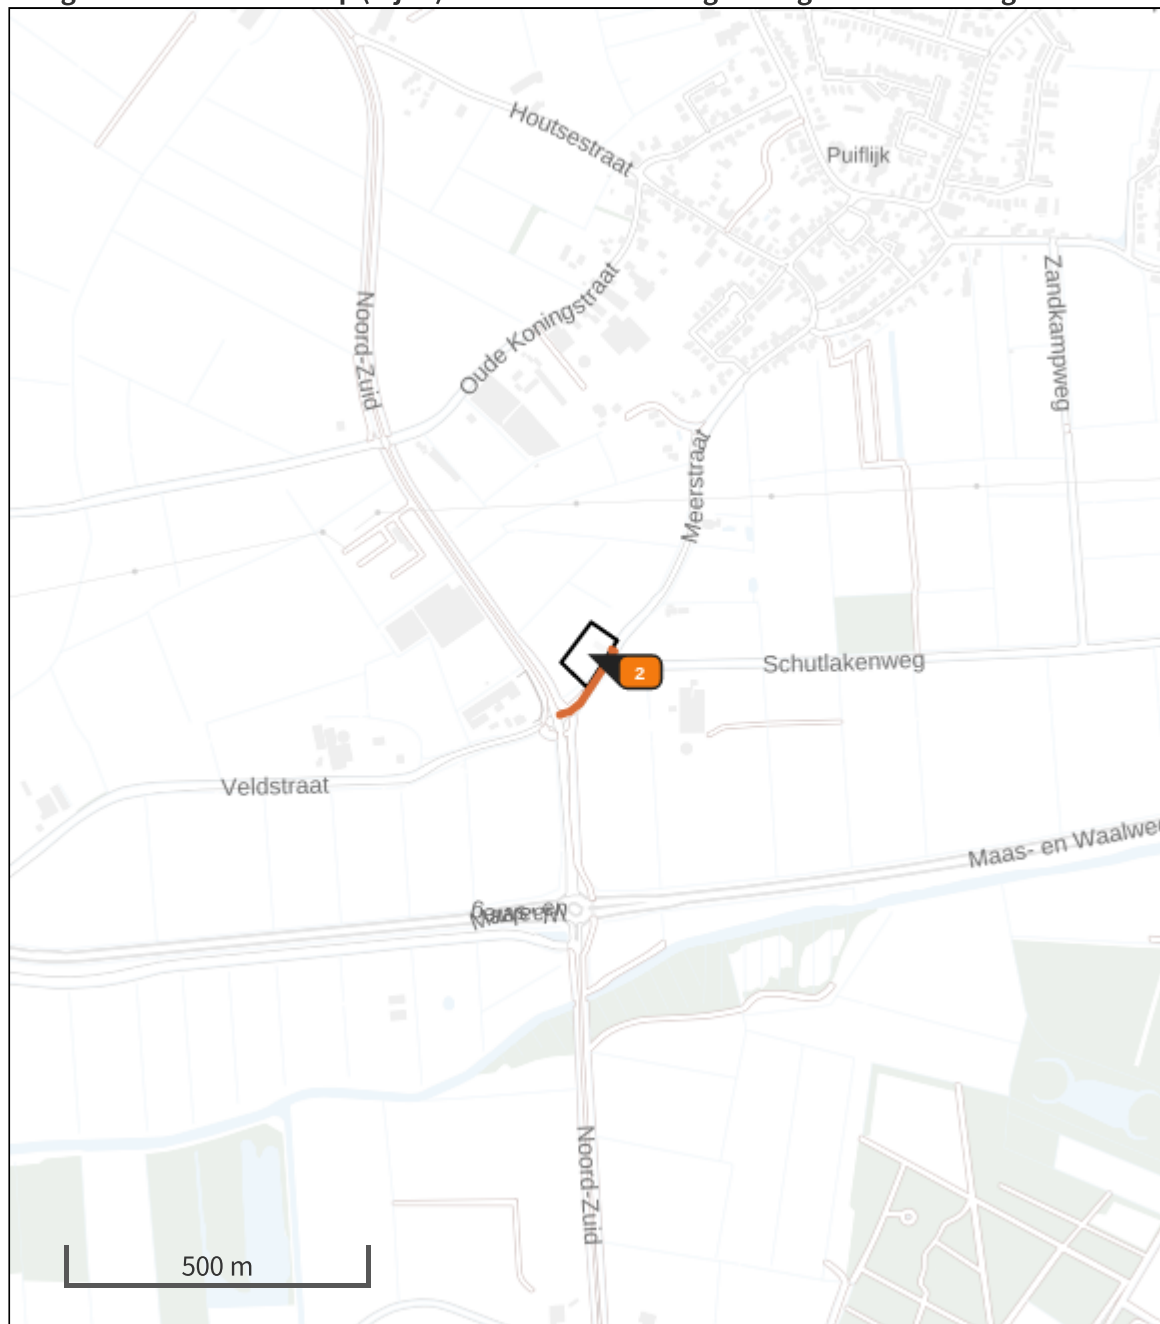 Houtsestraat
Puiflijk
Zandkampweg
Noord-Zuid
Oude Koningstraat
Meerstraat
2
Schutlakenweg
Veldstraat
Maas- en Waalweg
Noord-Zuid
500 m